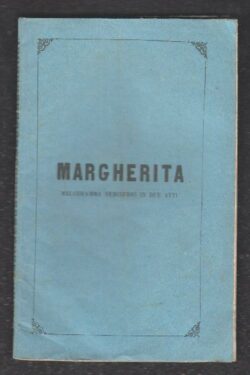 MARGHERITA
MELODRAMMA SEMISERIO IN DUE ATTI